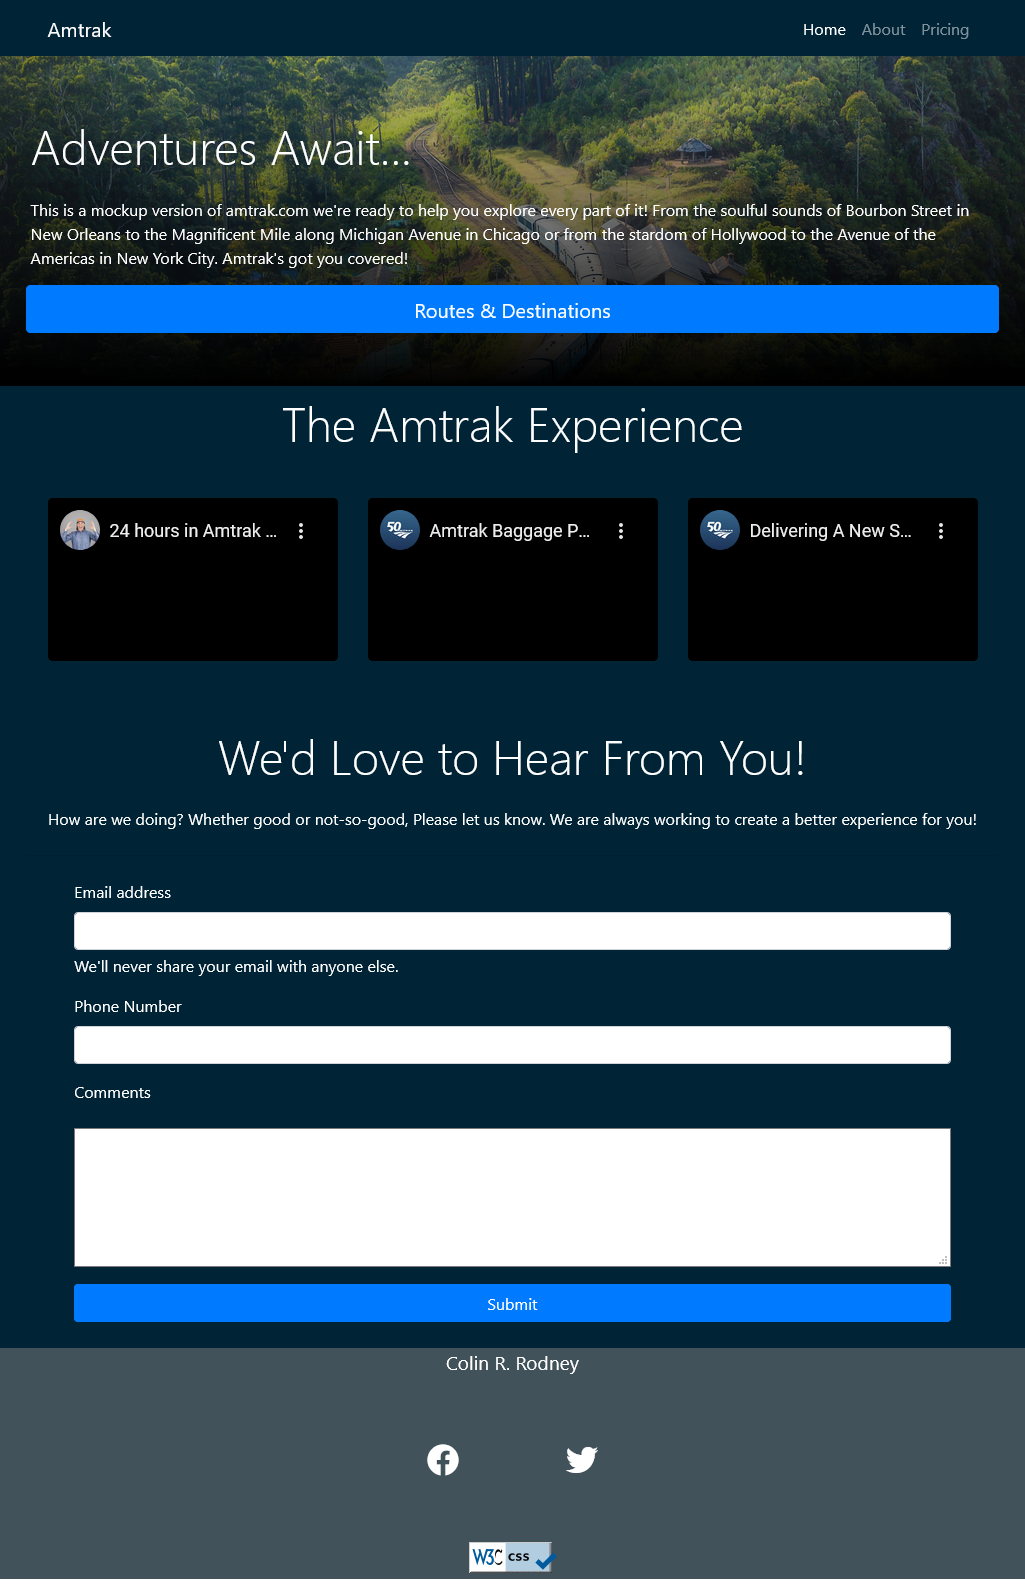 Amtrak
Home About Pricing
Adventures Await...
This is a mockup version of amtrak.com we're ready to help you explore every part of it! From the soulful sounds of Bourbon Street in
New Orleans to the Magnificent Mile along Michigan Avenue in Chicago or from the stardom of Hollywood to the Avenue of the
Americas in New York City. Amtrak's got you covered!
Routes & Destinations
The Amtrak Experience
24 hours in Amtrak ...
50 Amtrak Baggage P...
50 Delivering A New S...
We'd Love to Hear From You!
How are we doing? Whether good or not-so-good, Please let us know. We are always working to create a better experience for you!
Email address
We'll never share your email with anyone else.
Phone Number
Comments
Submit
Colin R. Rodney
W3C css